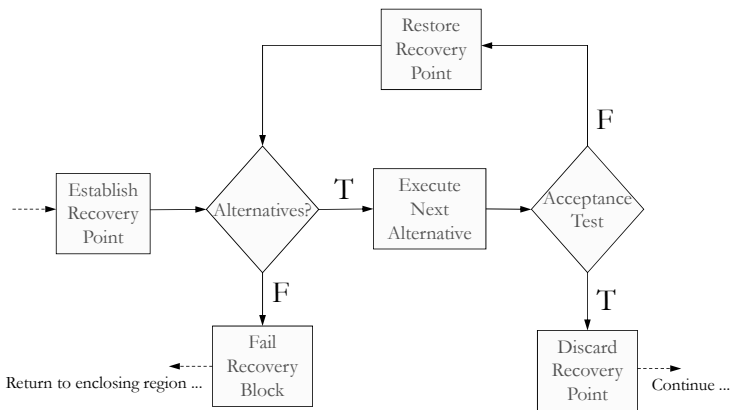 Restore
Recovery
Point
F
Establish
Recovery
Point
Alternatives?
T
Execute
Next
Alternative
Acceptance
Test
F
T
Fail
Recovery
Block
Discard
Recovery
Point
Return to enclosing region ...
Continue ...